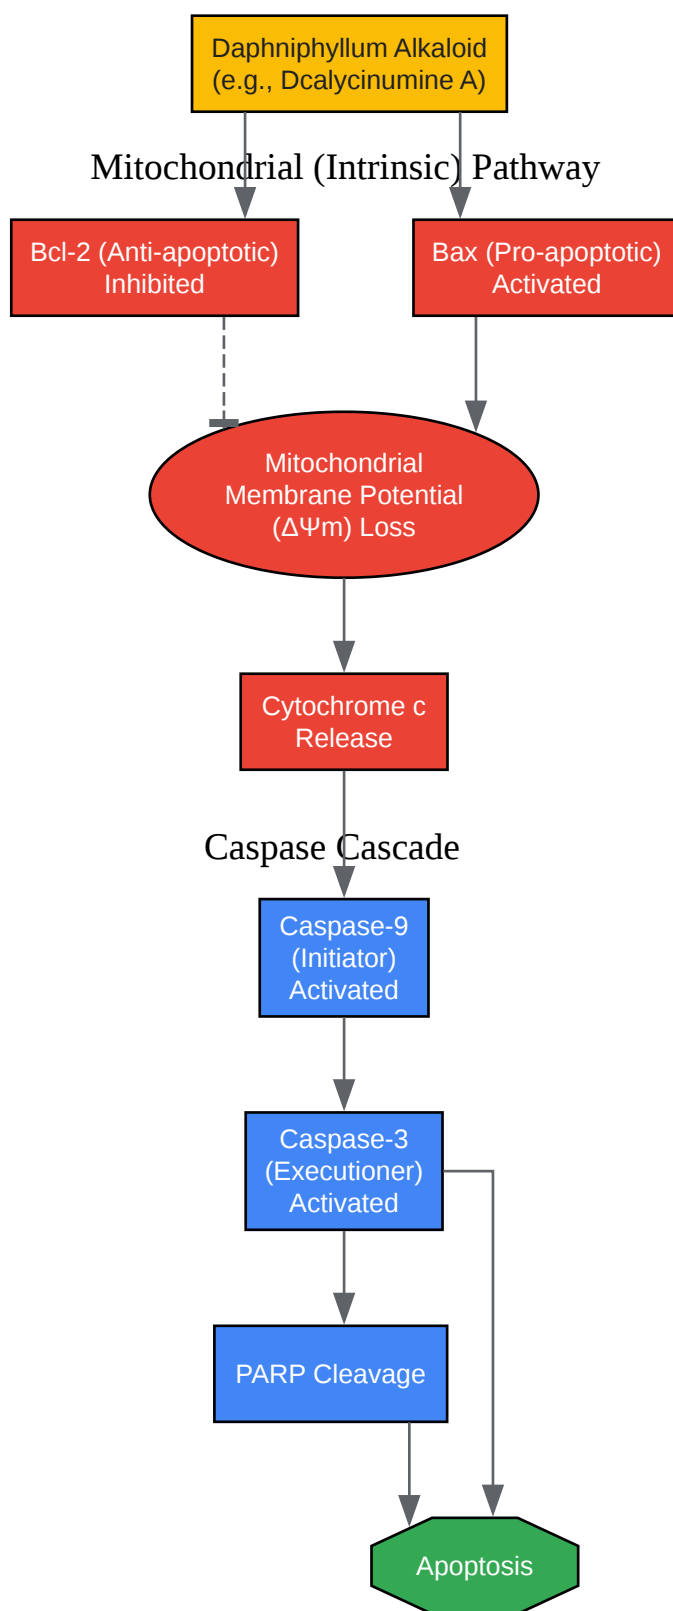 Daphniphyllum Alkaloid
(e.g., Dcalycinumine A)
Mitochondrial (Intrinsic) Pathway
Bcl-2 (Anti-apoptotic)
Inhibited
Bax (Pro-apoptotic)
Activated
Mitochondrial
Membrane Potential
(ΔΨm) Loss
Cytochrome c
Release
Caspase Cascade
Caspase-9
(Initiator)
Activated
Caspase-3
(Executioner)
Activated
PARP Cleavage
Apoptosis